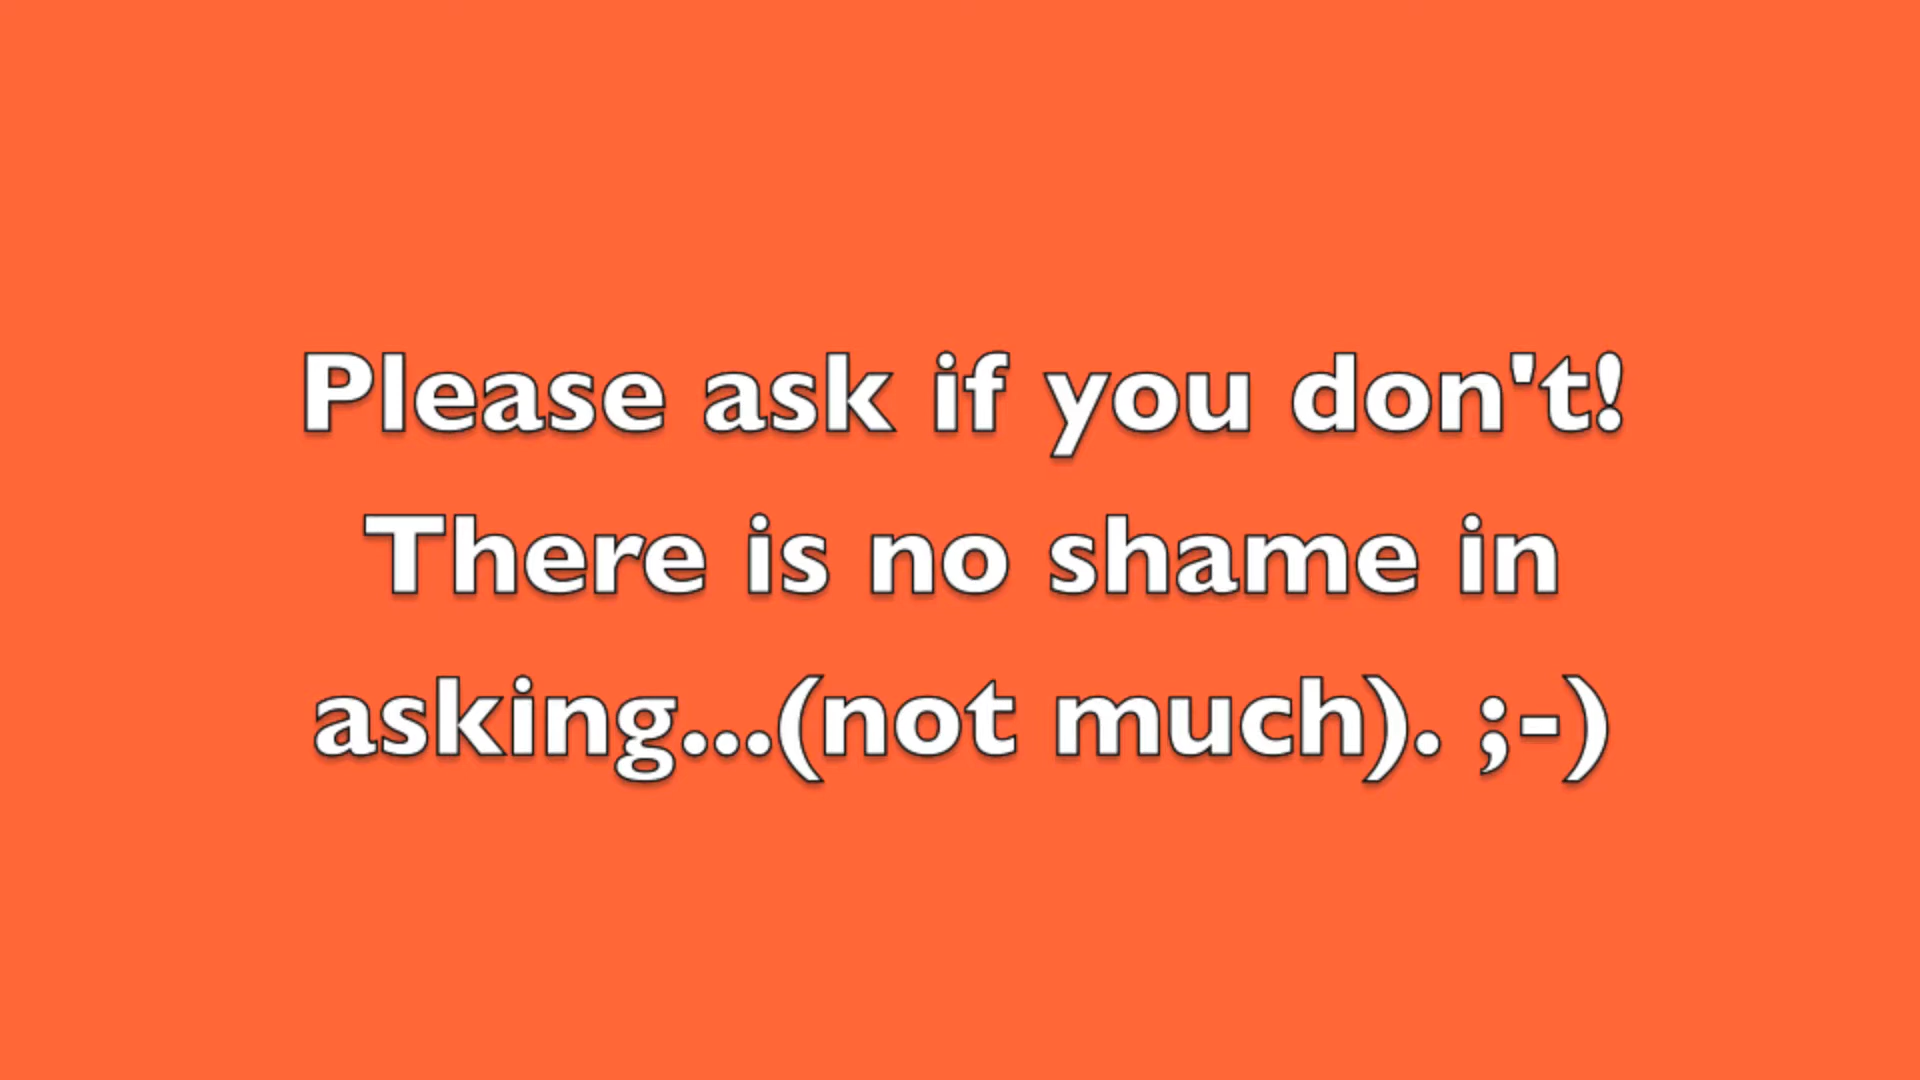 Please ask if you don't!
There is no shame in
asking...(not much). ;-)